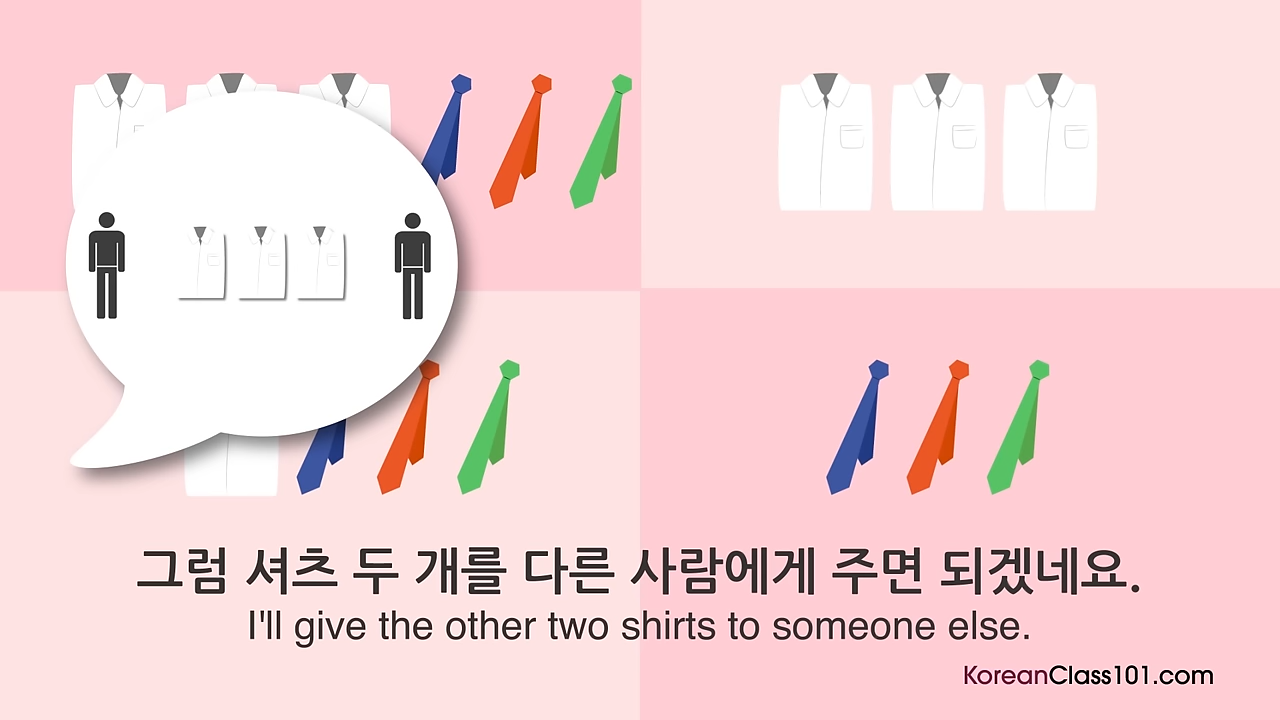 그럼 셔츠 두 개를 다른 사람에게 주면 되겠네요.
I'll give the other two shirts to someone else.
KoreanClass101.com